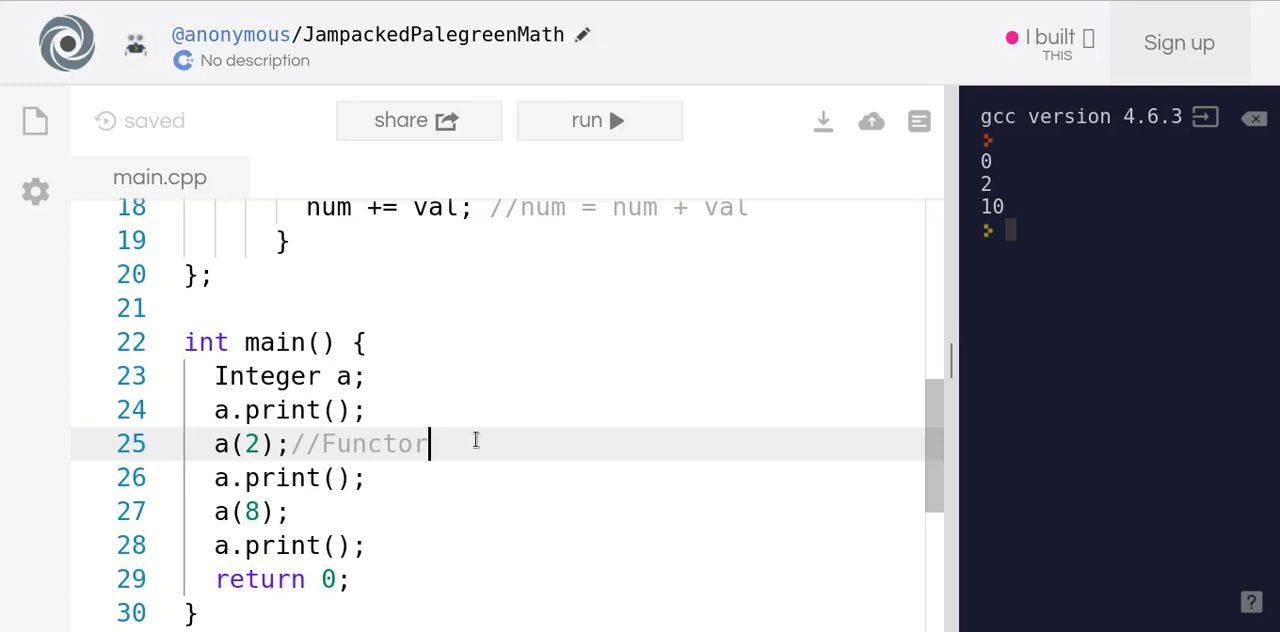 @anonymous/JampackedPalegreenMath
No description
I built
THIS
Sign up
saved
share
run
main.cpp
gcc version 4.6.3
0
2
10
18 num += val; //num = num + val
19 }
20 };
21
22 int main() {
23 Integer a;
24 a.print();
25 a(2);//Functor
26 a.print();
27 a(8);
28 a.print();
29 return 0;
30 }
?